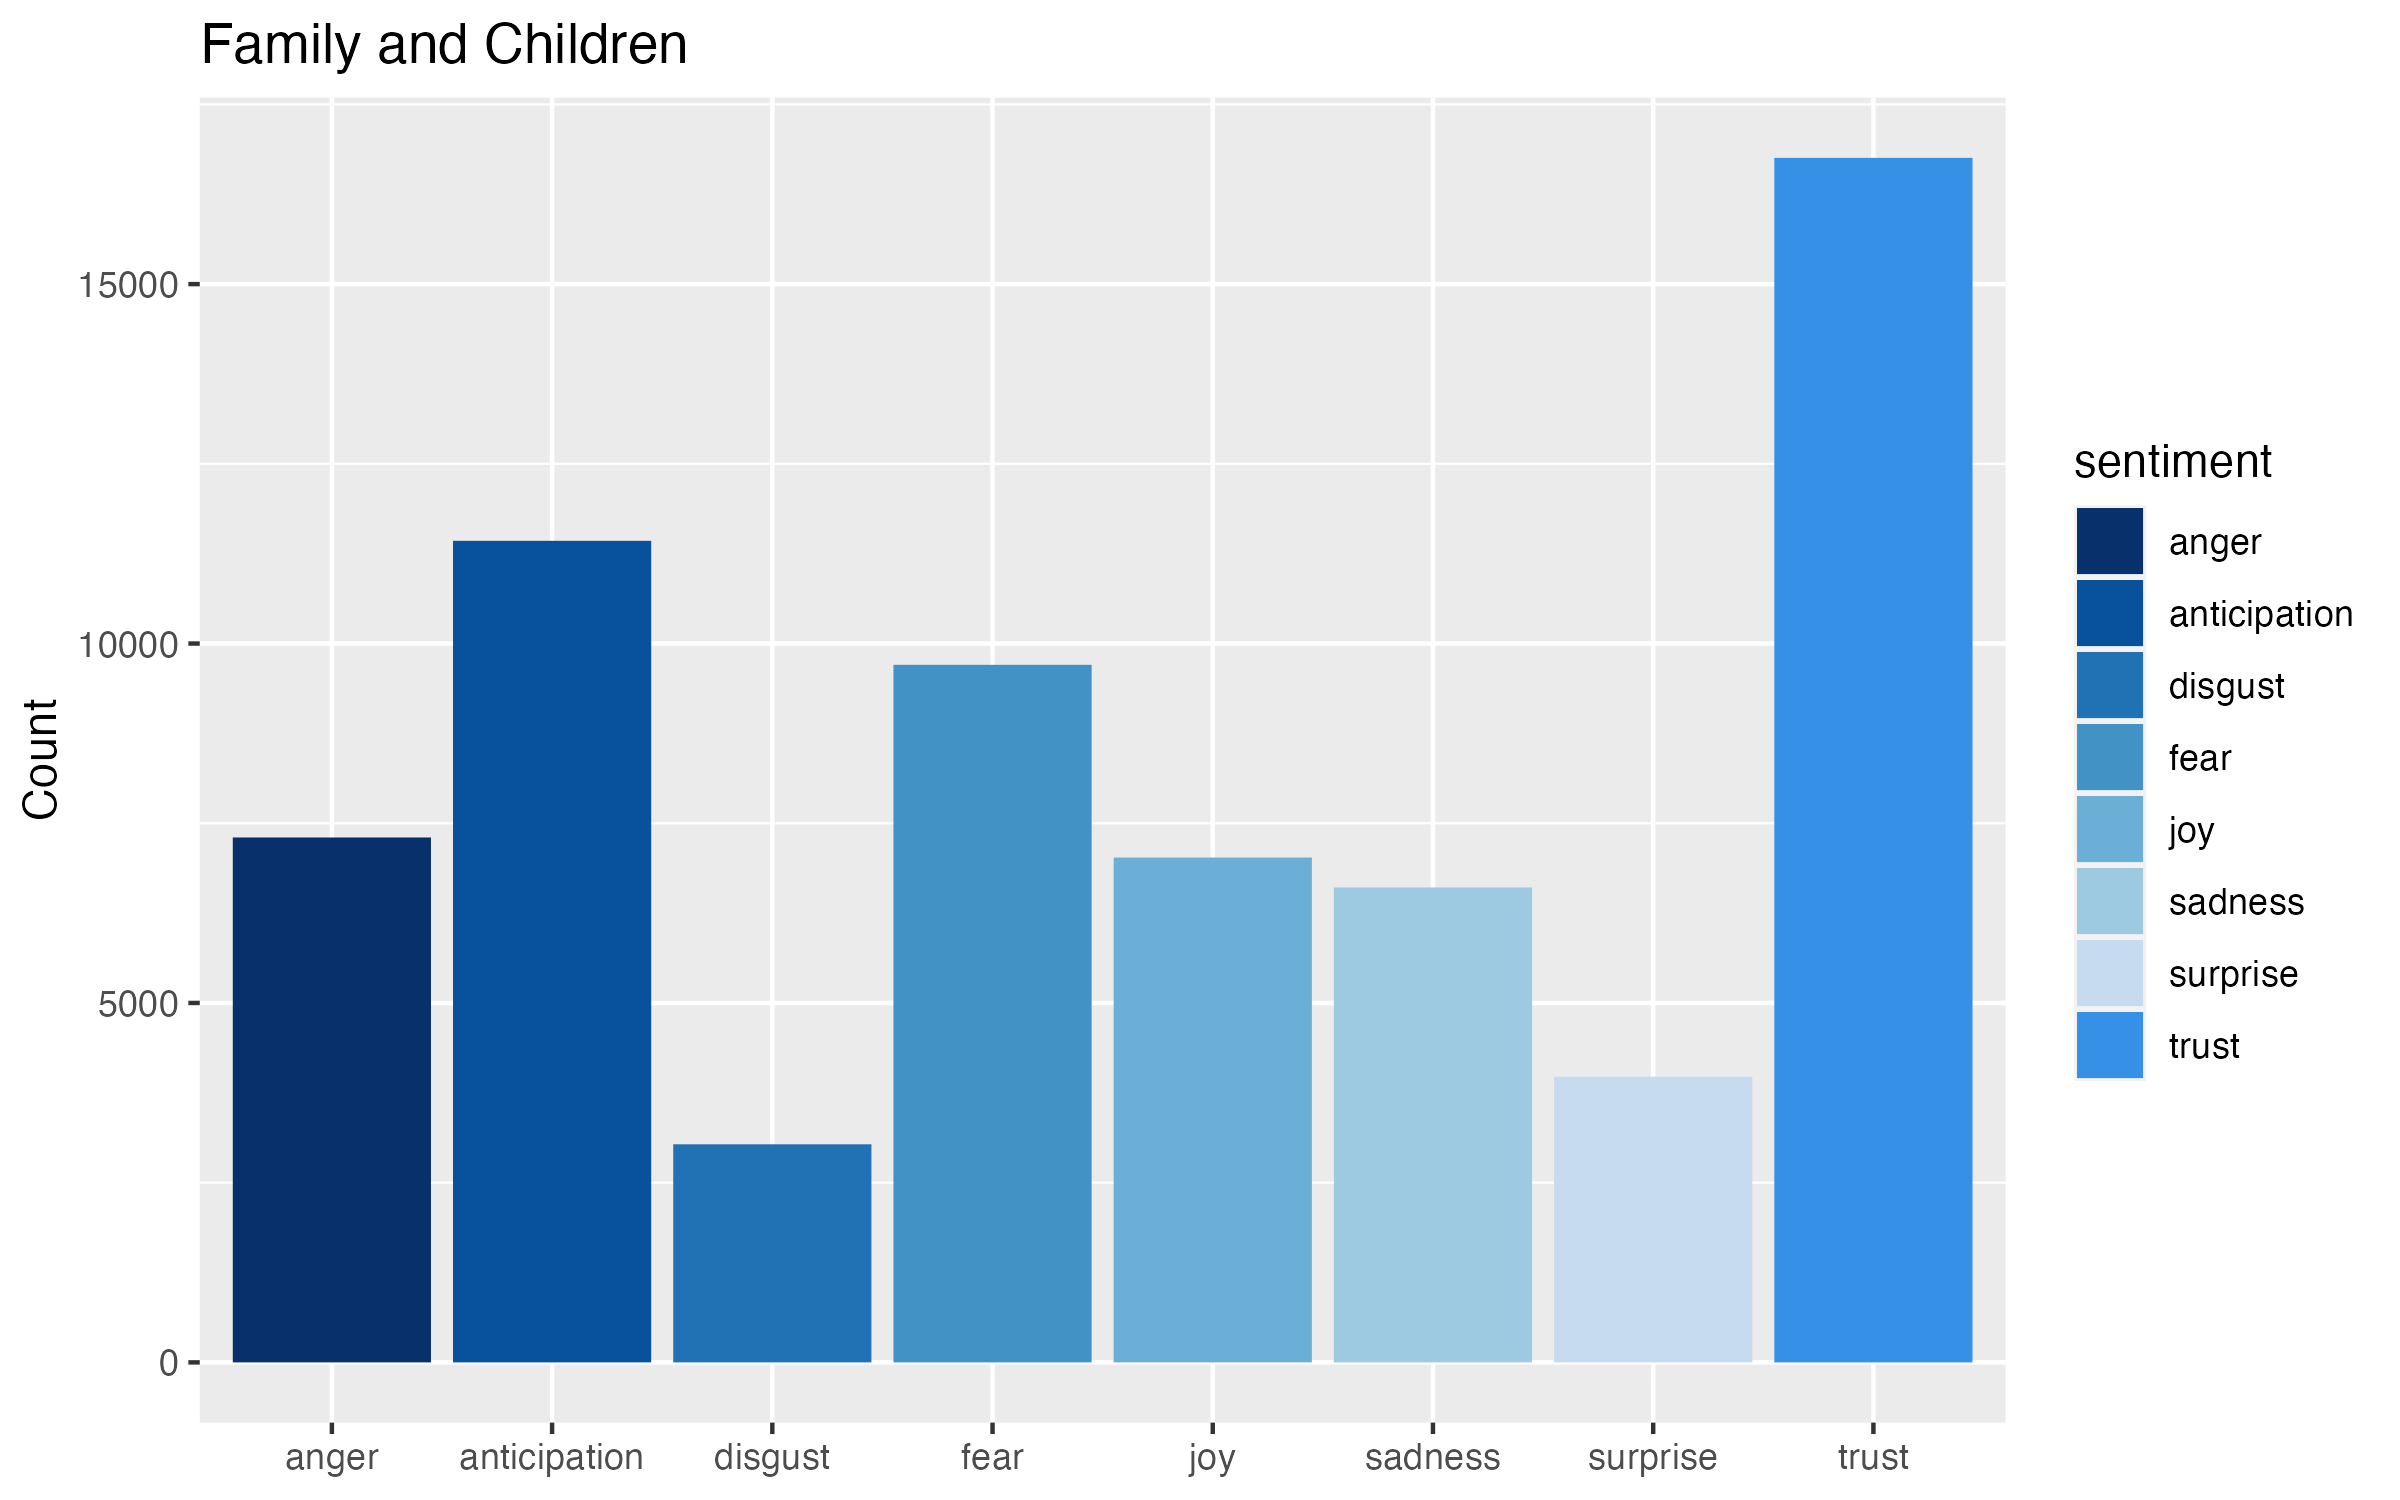 Family and Children
Count
15000
10000
5000
0
anger anticipation disgust fear joy sadness surprise trust
sentiment
anger
anticipation
disgust
fear
joy
sadness
surprise
trust